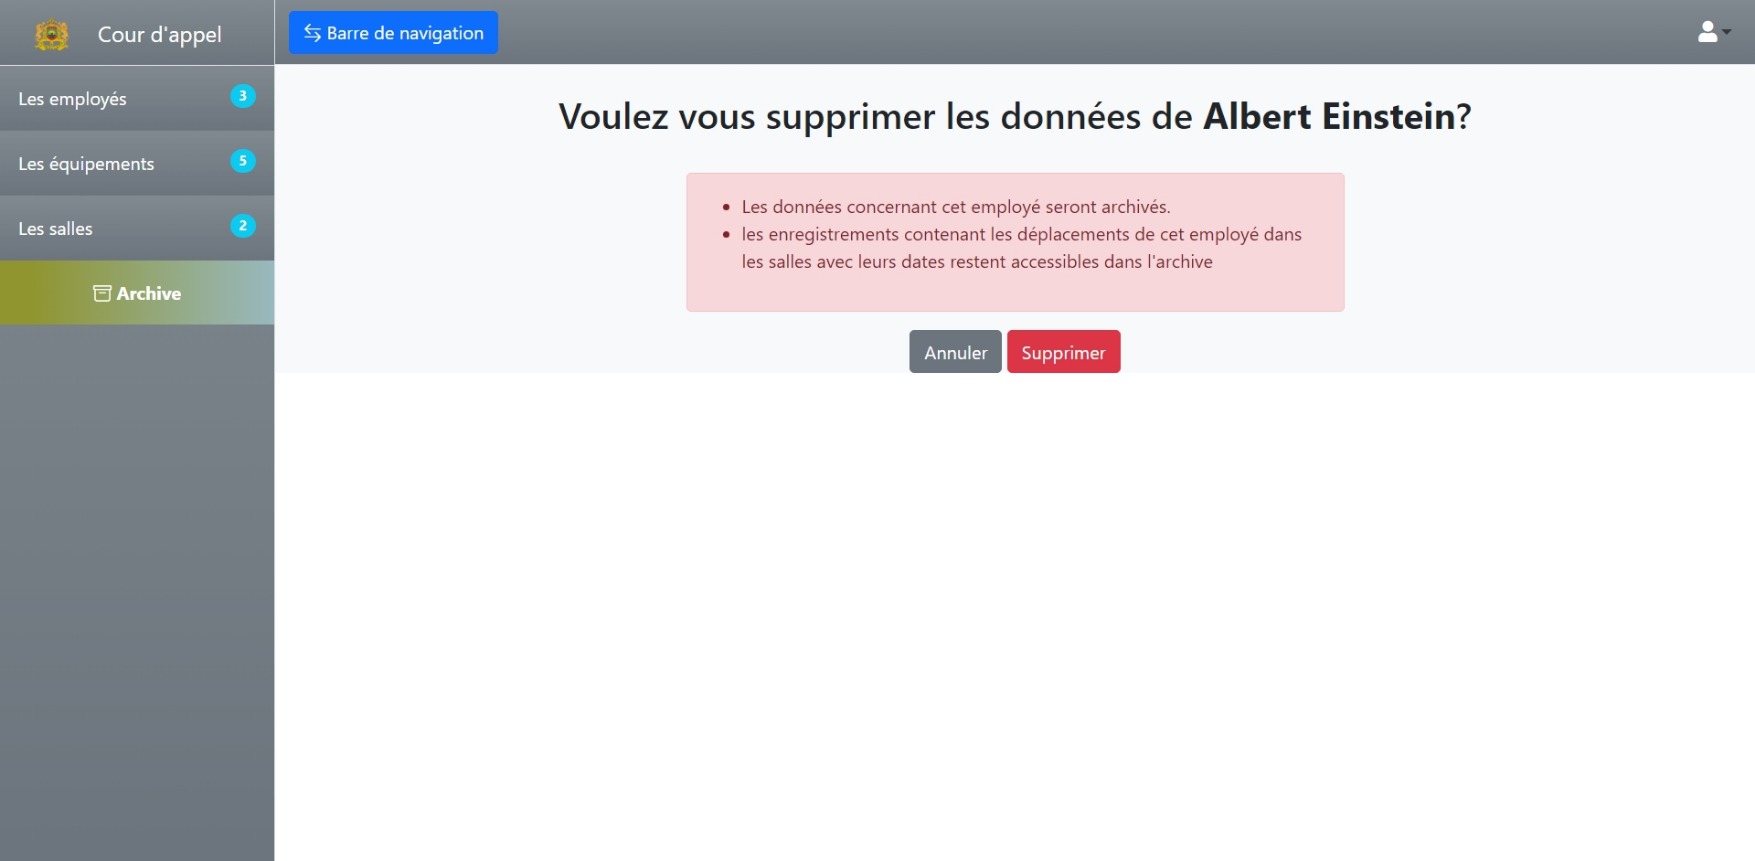 Cour d'appel
Barre de navigation
Les employés 3
Les équipements 5
Les salles 2
Archive
Voulez vous supprimer les données de Albert Einstein?
Les données concernant cet employé seront archivés.
les enregistrements contenant les déplacements de cet employé dans
les salles avec leurs dates restent accessibles dans l'archive
Annuler Supprimer